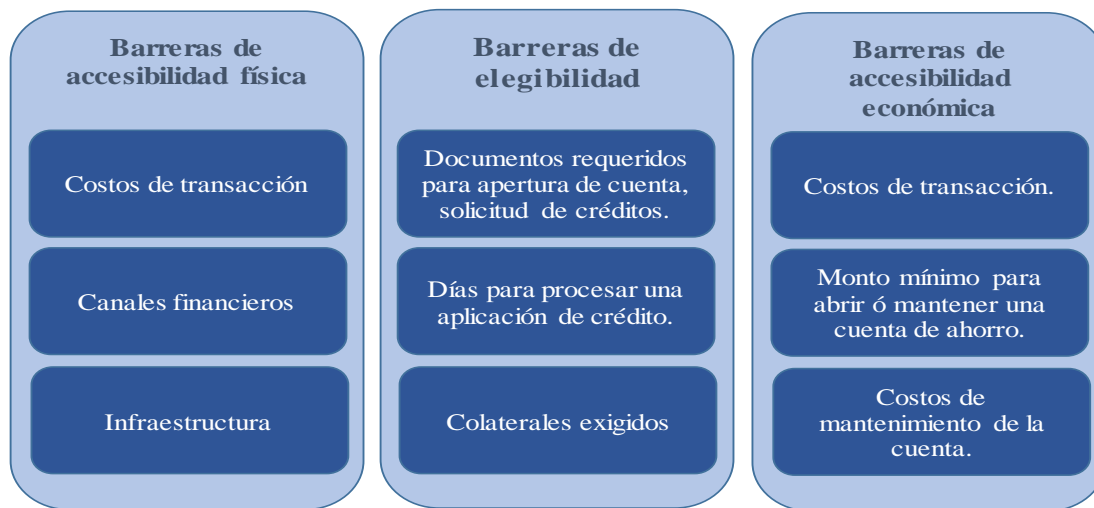 Barreras de
accesibilidad física
Costos de transacción
Canales financieros
Infraestructura
Barreras de
elegibilidad
Documentos requeridos
para apertura de cuenta,
solicitud de créditos.
Días para procesar una
aplicación de crédito.
Colaterales exigidos
Barreras de
accesibilidad
económica
Costos de transacción.
Monto mínimo para
abrir ó mantener una
cuenta de ahorro.
Costos de
mantenimiento de la
cuenta.